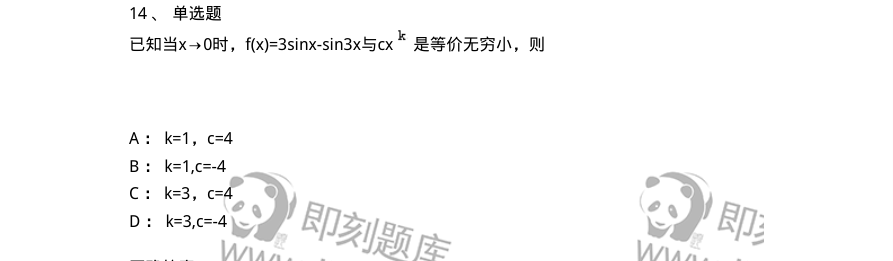 14 、 单选题
已知当x→0时，f(x)=3sinx-sin3x与cx k 是等价无穷小，则
A ： k=1，c=4
B ： k=1,c=-4
C ： k=3，c=4
D ： k=3,c=-4
即刻题库
即刻